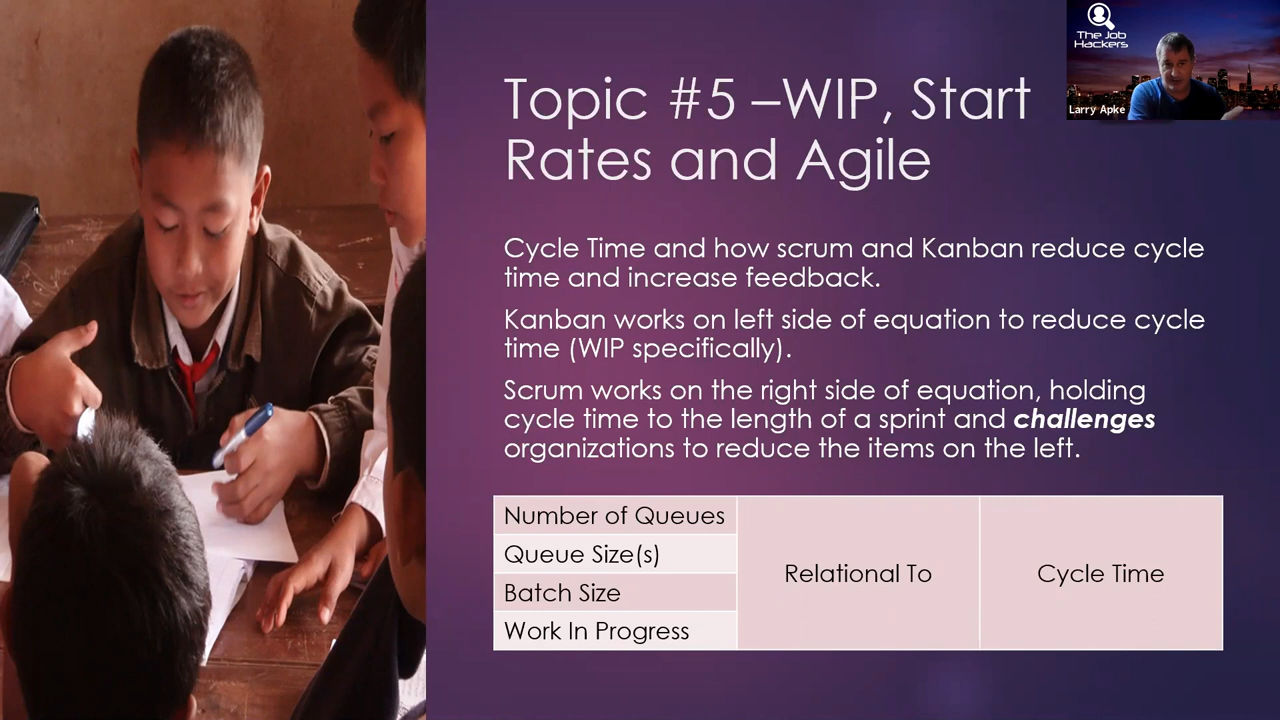 Topic #5 –WIP, Start
Rates and Agile
The Job
Hackers
Larry Apke
Cycle Time and how scrum and Kanban reduce cycle
time and increase feedback.
Kanban works on left side of equation to reduce cycle
time (WIP specifically).
Scrum works on the right side of equation, holding
cycle time to the length of a sprint and challenges
organizations to reduce the items on the left.
Number of Queues
Queue Size(s)
Batch Size
Work In Progress
Relational To
Cycle Time